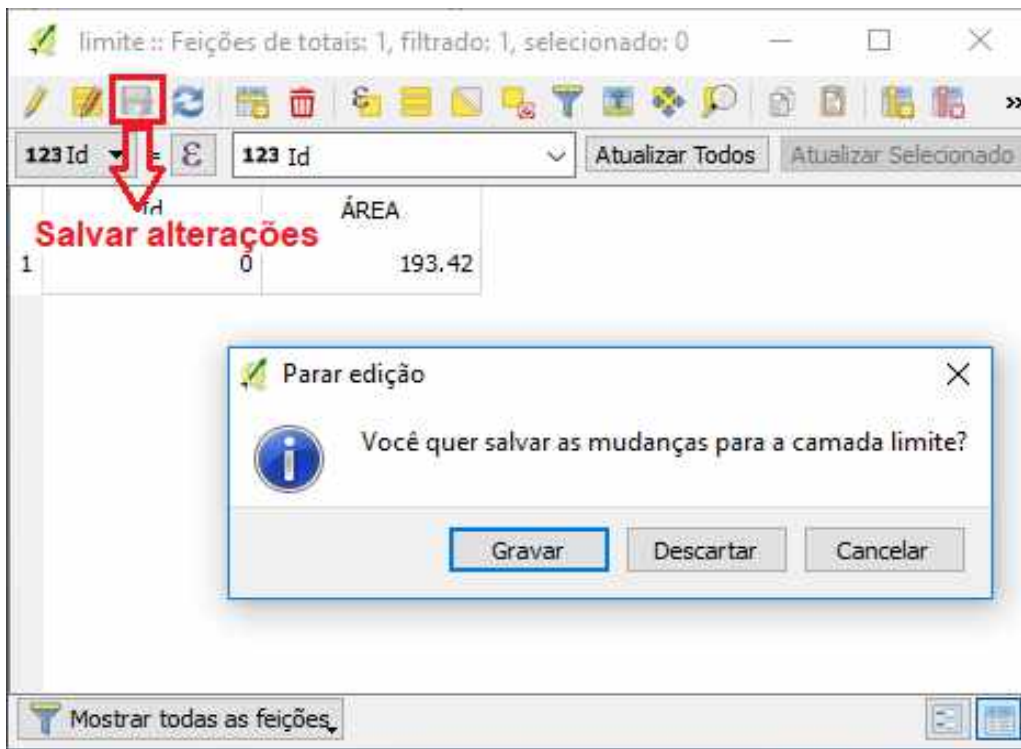 limite :: Feições de totais: 1, filtrado: 1, selecionado: 0
123 Id = ε 123 Id Atualizar Todos Atualizar Selecionado
Id ÁREA
Salvar alterações
1 0 193.42
Parar edição
Você quer salvar as mudanças para a camada limite?
Gravar Descartar Cancelar
Mostrar todas as feições